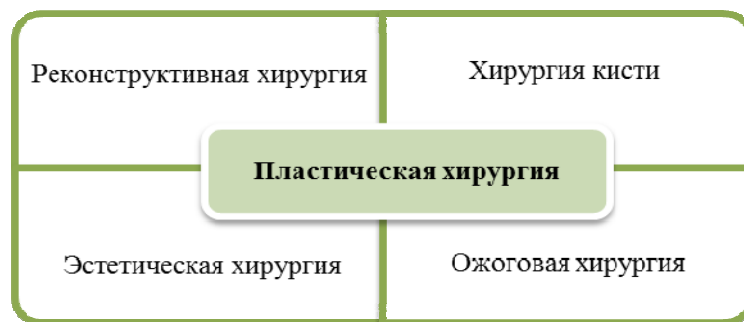 Реконструктивная хирургия
Хирургия кисти
Пластическая хирургия
Эстетическая хирургия
Ожоговая хирургия